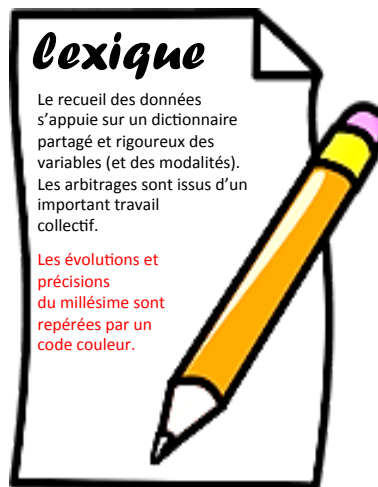 lexique
Le recueil des données
s’appuie sur un dictionnaire
partagé et rigoureux des
variables (et des modalités).
Les arbitrages sont issus d’un
important travail
collectif.
Les évolutions et
précisions
du millésime sont
repérées par un
code couleur.